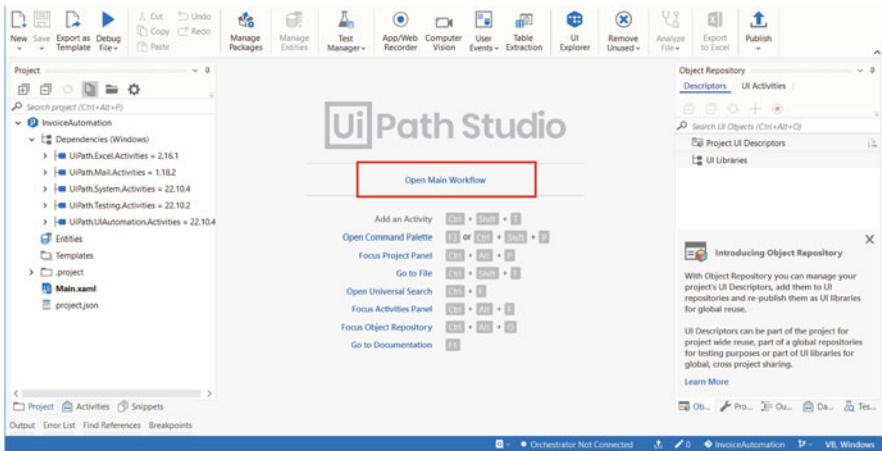 New Save Export as Template Debug File Cut Copy Paste Undo Redo Manage Packages Manage Entities Test Manager App/Web Recorder Computer Vision User Events Table Extraction UI Explorer Remove Unused Analyze File Export to Excel Publish
Project
Search project (Ctrl+Alt+P)
InvoiceAutomation
Dependencies (Windows)
UiPath.Excel.Activities = 2.16.1
UiPath.Mail.Activities = 1.18.2
UiPath.System.Activities = 22.10.4
UiPath.Testing.Activities = 22.10.2
UiPath.UIAutomation.Activities = 22.10.4
Entities
Templates
.project
Main.xaml
project.json
Project Activities Snippets
Output Error List Find References Breakpoints
UiPath Studio
Open Main Workflow
Add an Activity Ctrl + Shift + T
Open Command Palette F3 or Ctrl + Shift + P
Focus Project Panel Ctrl + Alt + P
Go to File Ctrl + Shift + F
Open Universal Search Ctrl + F
Focus Activities Panel Ctrl + Alt + F
Focus Object Repository Ctrl + Alt + O
Go to Documentation F1
Object Repository
Descriptors UI Activities
Search UI Objects (Ctrl+Alt+O)
Project UI Descriptors
UI Libraries
Introducing Object Repository
With Object Repository you can manage your
project's UI Descriptors, add them to UI
repositories and re-publish them as UI libraries
for global reuse.
UI Descriptors can be part of the project for
project wide reuse, part of a global repositories
for testing purposes or part of UI libraries for
global, cross project sharing.
Learn More
Ob... Pro... Ou... Da... Tes...
Orchestrator Not Connected 0 InvoiceAutomation VB, Windows